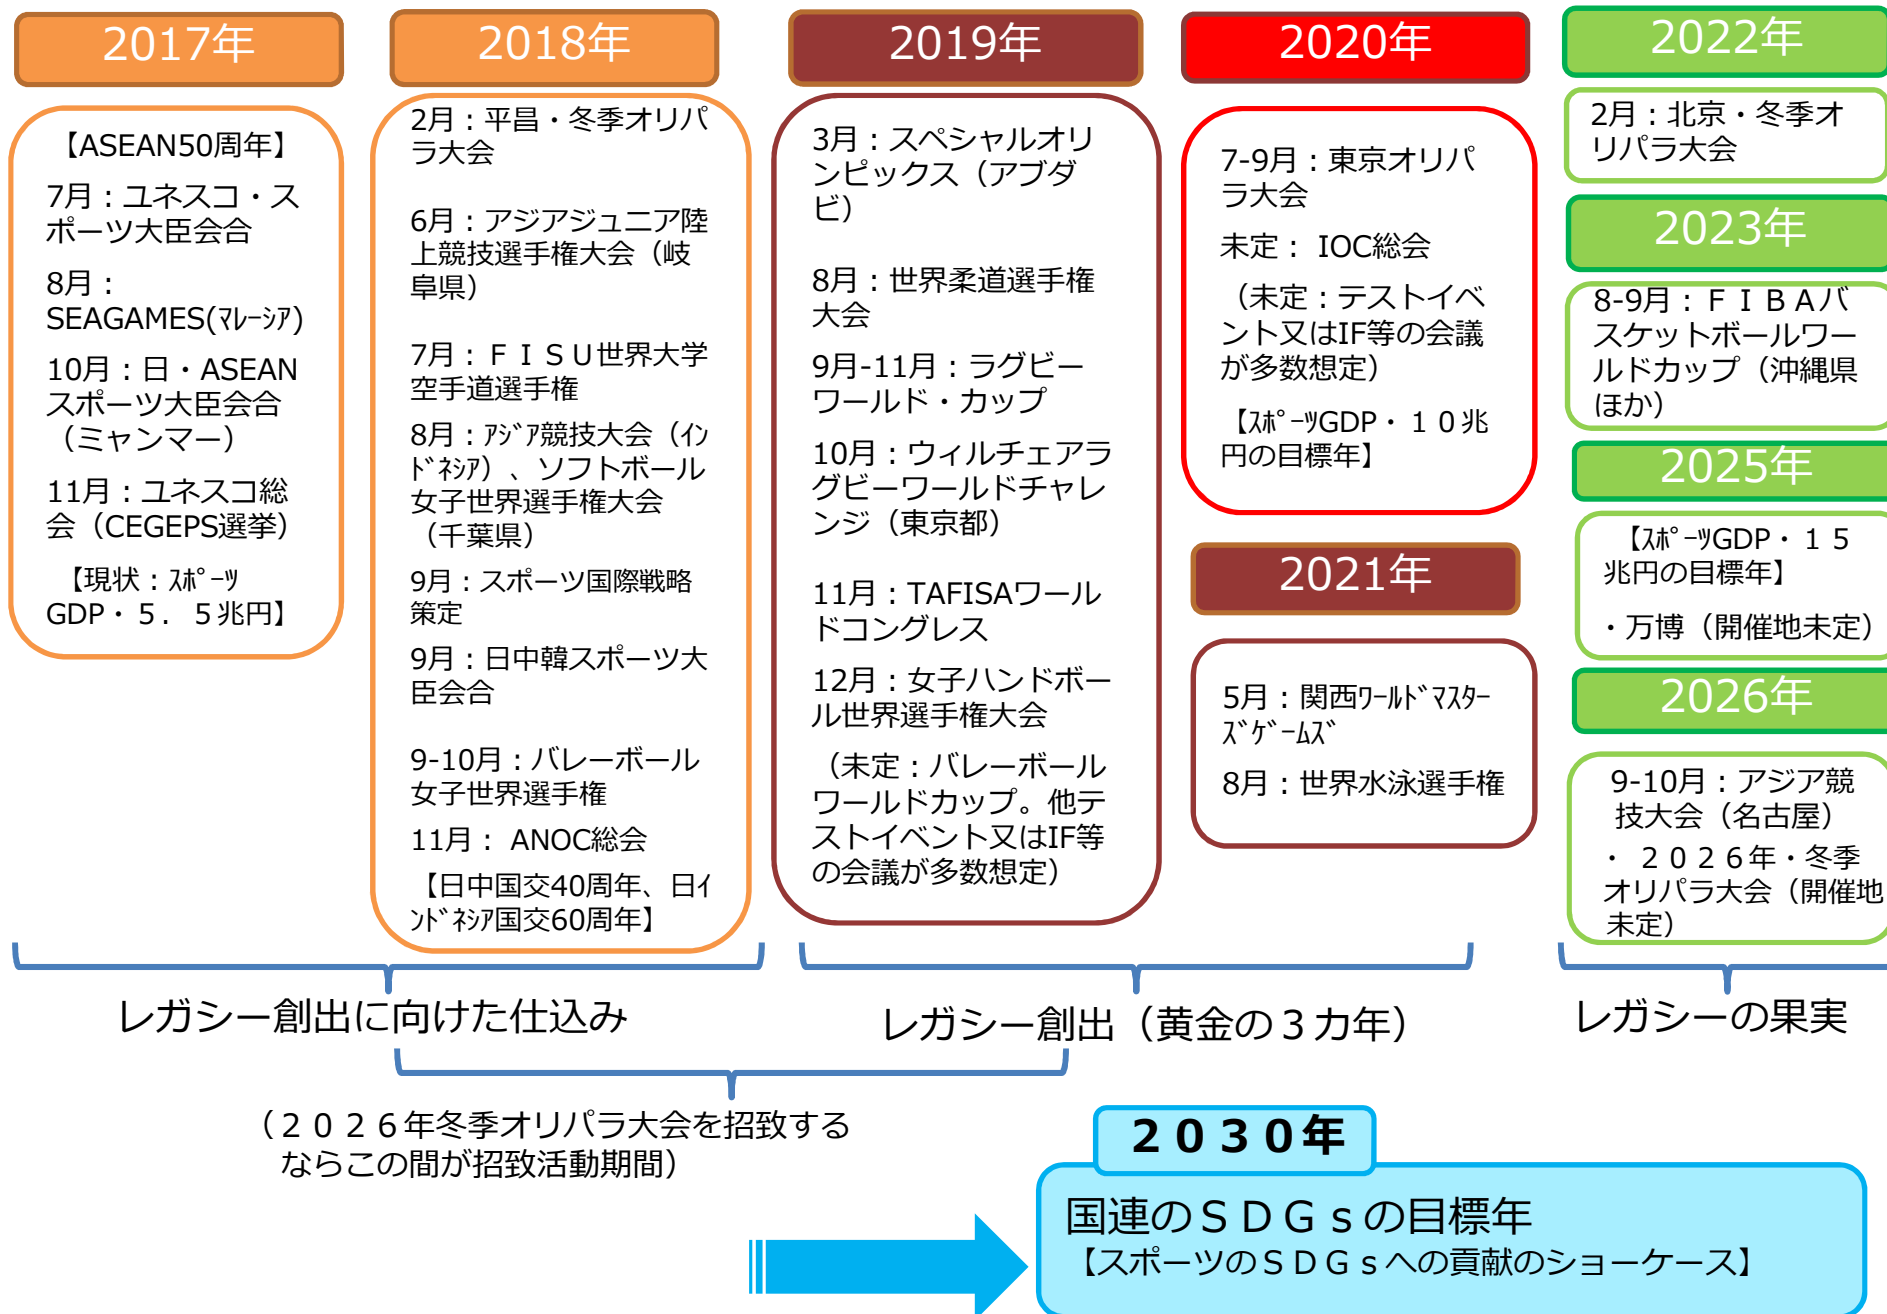 2017年
【ASEAN50周年】
7月：ユネスコ・ス
ポーツ大臣会合
8月：
SEAGAMES(ﾏﾚｰｼｱ)
10月：日・ASEAN
スポーツ大臣会合
（ミャンマー）
11月：ユネスコ総
会（CEGEPS選挙）
【現状：ｽﾎﾟｰﾂ
GDP・５．５兆円】
2018年
2月：平昌・冬季オリパ
ラ大会
6月：アジアジュニア陸
上競技選手権大会（岐
阜県）
7月：ＦＩＳＵ世界大学
空手道選手権
8月：ｱｼﾞｱ競技大会（ｲﾝ
ﾄﾞﾈｼｱ）、ソフトボール
女子世界選手権大会
（千葉県）
9月：スポーツ国際戦略
策定
9月：日中韓スポーツ大
臣会合
9-10月：バレーボール
女子世界選手権
11月： ANOC総会
【日中国交40周年、日ｲ
ﾝﾄﾞﾈｼｱ国交60周年】
2019年
3月：スペシャルオリ
ンピックス（アブダ
ビ）
8月：世界柔道選手権
大会
9月-11月：ラグビー
ワールド・カップ
10月：ウィルチェアラ
グビーワールドチャレ
ンジ（東京都）
11月：TAFISAワール
ドコングレス
12月：女子ハンドボー
ル世界選手権大会
（未定：バレーボール
ワールドカップ。他テ
ストイベント又はIF等
の会議が多数想定）
2020年
7-9月：東京オリパ
ラ大会
未定： IOC総会
（未定：テストイベ
ント又はIF等の会議
が多数想定）
【ｽﾎﾟｰﾂGDP・１０兆
円の目標年】
2021年
5月：関西ﾜｰﾙﾄﾞﾏｽﾀｰ
ｽﾞｹﾞｰﾑｽﾞ
8月：世界水泳選手権
2022年
2月：北京・冬季オ
リパラ大会
2023年
8-9月：ＦＩＢＡバ
スケットボールワー
ルドカップ（沖縄県
ほか）
2025年
【ｽﾎﾟｰﾂGDP・１５
兆円の目標年】
・万博（開催地未定）
2026年
9-10月：アジア競
技大会（名古屋）
・ ２０２６年・冬季
オリパラ大会（開催地
未定）
レガシー創出に向けた仕込み
レガシー創出（黄金の３カ年）
レガシーの果実
（２０２６年冬季オリパラ大会を招致する
ならこの間が招致活動期間）
２０３０年
国連のＳＤＧｓの目標年
【スポーツのＳＤＧｓへの貢献のショーケース】